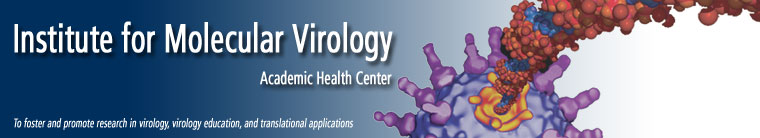 Institute for Molecular Virology
Academic Health Center
To foster and promote research in virology, virology education, and translational applications